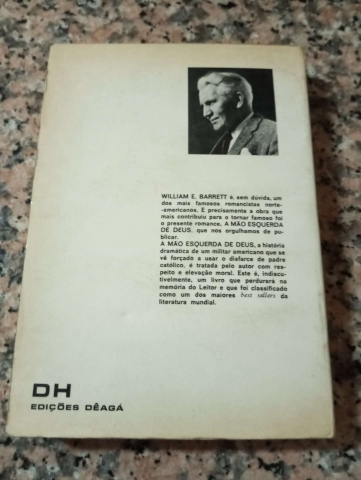 WILLIAM E. BARRETT é, sem dúvida, um
dos mais famosos romancistas norte-
-americanos. E precisamente a obra que
mais contribuiu para o tornar famoso foi
o presente romance, A MÃO ESQUERDA
DE DEUS, que nós orgulhamos de pu-
blicar.
A MÃO ESQUERDA DE DEUS, a história
dramática de um militar americano que se
vê forçado a usar o disfarce de padre
católico, é tratada pelo autor com res-
peito e elevação moral. Este é, indiscu-
tivelmente, um livro que perdurará na
memória do Leitor e que foi classificado
como um dos maiores best sellers da
literatura mundial.
DH
EDIÇÕES DÊAGÁ